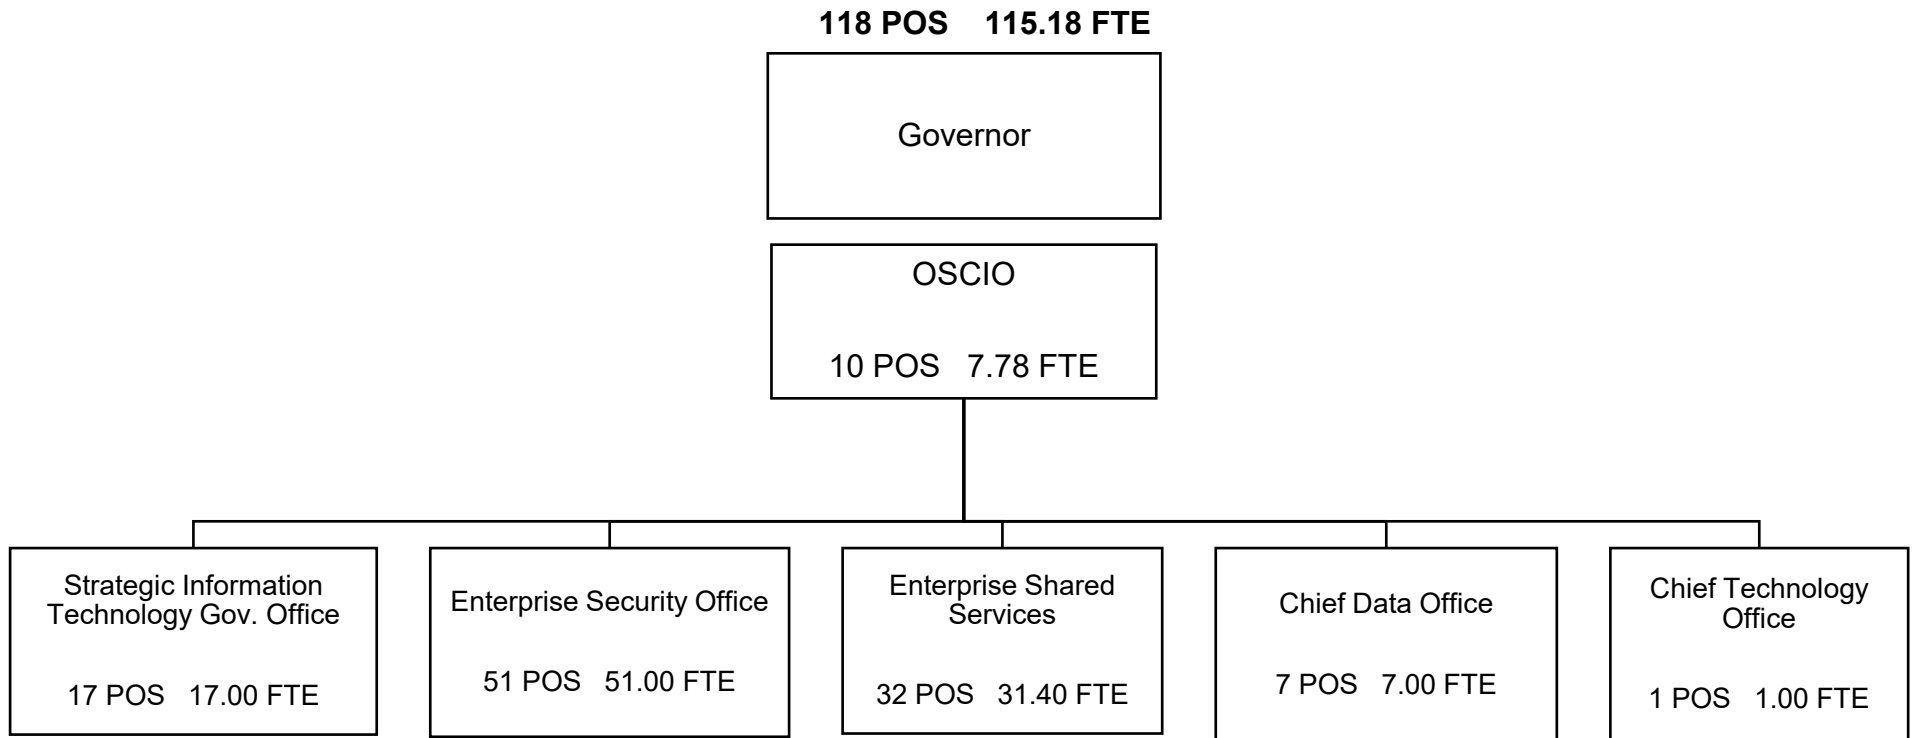 118 POS 115.18 FTE
Governor
OSCIO
10 POS 7.78 FTE
Strategic Information
Technology Gov. Office
17 POS 17.00 FTE
Enterprise Security Office
51 POS 51.00 FTE
Enterprise Shared
Services
32 POS 31.40 FTE
Chief Data Office
7 POS 7.00 FTE
Chief Technology
Office
1 POS 1.00 FTE